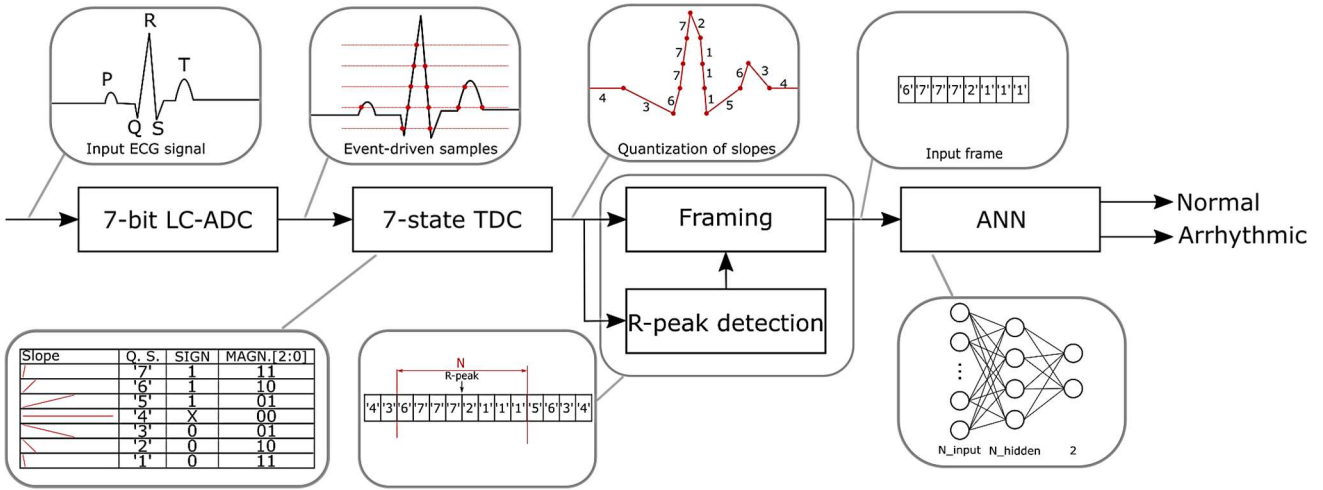 R
P
T
Q
S
Input ECG signal
Event-driven samples
4
3
6
7
7
7
2
1
1
1
5
6
3
4
Quantization of slopes
'6' '7' '7' '7' '2' '1' '1' '1'
Input frame
7-bit LC-ADC
7-state TDC
Framing
R-peak detection
ANN
Normal
Arrhythmic
Slope Q. S. SIGN MAGN.[2:0]
'7' 1 11
'6' 1 10
'5' 1 01
'4' X 00
'3' 0 01
'2' 0 10
'1' 0 11
N
R-peak
'4' '3' '6' '7' '7' '7' '2' '1' '1' '1' '5' '6' '3' '4'
N_input N_hidden 2